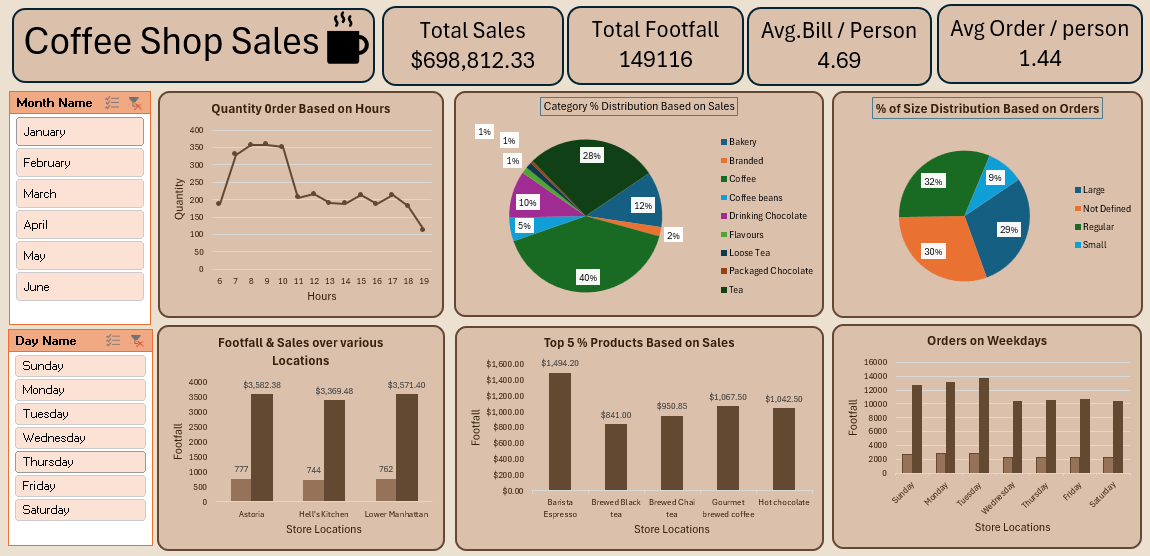 Coffee Shop Sales
Total Sales
$698,812.33
Total Footfall
149116
Avg.Bill / Person
4.69
Avg Order / person
1.44
Month Name
January
February
March
April
May
June
Day Name
Sunday
Monday
Tuesday
Wednesday
Thursday
Friday
Saturday
Quantity 0rder Based on Hours
400
350
300
250
200
150
100
50
0
Quantity
6 7 8 9 10 11 12 13 14 15 16 17 18 19
Hours
Category % Distribution Based on Sales
1%
1%
1%
28%
12%
2%
40%
5%
10%
Bakery
Branded
Coffee
Coffee beans
Drinking Chocolate
Flavours
Loose Tea
Packaged Chocolate
Tea
% of Size Distribution Based on Orders
32%
9%
29%
30%
Large
Not Defined
Regular
Small
Footfall & Sales over various
Locations
4000
3500
3000
2500
2000
1500
1000
500
0
Footfall
$3,582.38
$3,369.48
$3,571.40
777
744
762
Astoria Hell's Kitchen Lower Manhattan
Store Locations
Top 5 % Products Based on Sales
$1,600.00
$1,400.00
$1,200.00
$1,000.00
$800.00
$600.00
$400.00
$200.00
$0.00
Footfall
$1,494.20
$841.00
$950.85
$1,067.50
$1,042.50
Barista Brewed Black Brewed Chai Gourmet Hot chocolate
Espresso tea tea brewed coffee
Store Locations
Orders on Weekdays
16000
14000
12000
10000
8000
6000
4000
2000
Footfall
Sunday Monday Tuesday Wednesday Thursday Friday Saturday
Store Locations